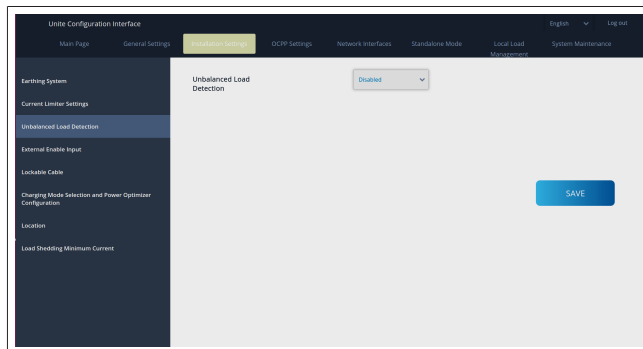 Unite Configuration Interface
English
Log out
Main Page
General Settings
Installation Settings
OCPP Settings
Network Interfaces
Standalone Mode
Local Load
Management
System Maintenance
Earthing System
Current Limiter Settings
Unbalanced Load Detection
External Enable Input
Lockable Cable
Charging Mode Selection and Power Optimizer
Configuration
Location
Load Shedding Minimum Current
Unbalanced Load
Detection
Disabled
SAVE